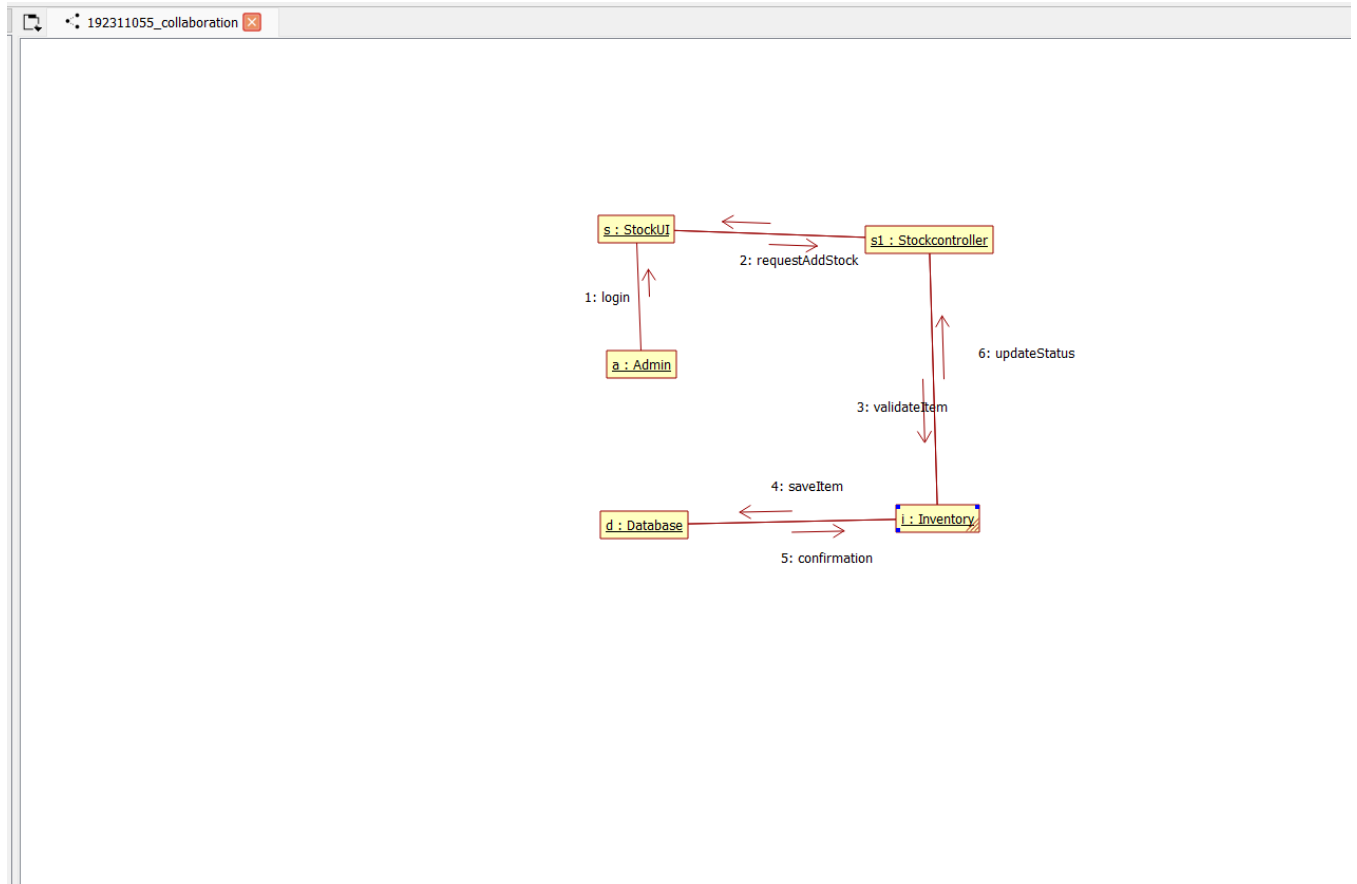 192311055_collaboration
s : StockUI
s1 : Stockcontroller
2: requestAddStock
1: login
a : Admin
6: updateStatus
3: validateItem
4: saveItem
d : Database
i : Inventory
5: confirmation